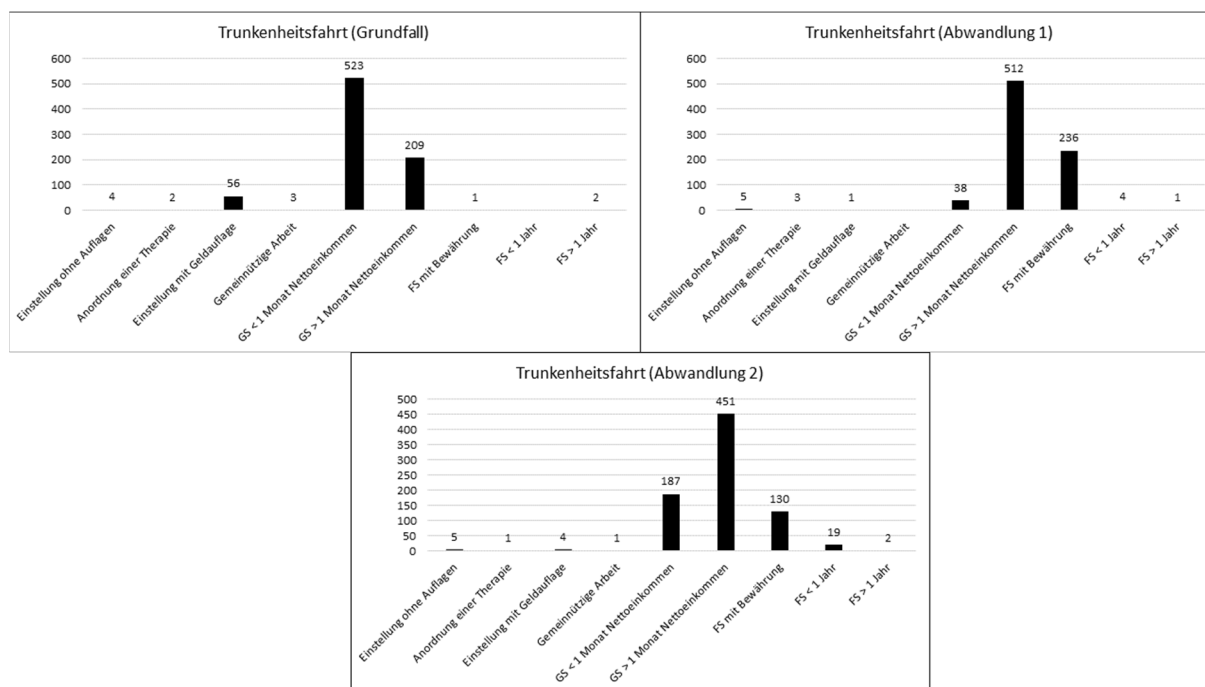 Trunkenheitsfahrt (Grundfall)
600
500
400
300
200
100
0
4
2
56
3
523
209
1
2
Einstellung ohne Auflagen
Anordnung einer Therapie
Einstellung mit Geldauflage
Gemeinnützige Arbeit
GS < 1 Monat Nettoeinkommen
GS > 1 Monat Nettoeinkommen
FS mit Bewährung
FS < 1 Jahr
FS > 1 Jahr
Trunkenheitsfahrt (Abwandlung 1)
600
500
400
300
200
100
0
5
3
1
38
512
236
4
1
Einstellung ohne Auflagen
Anordnung einer Therapie
Einstellung mit Geldauflage
Gemeinnützige Arbeit
GS < 1 Monat Nettoeinkommen
GS > 1 Monat Nettoeinkommen
FS mit Bewährung
FS < 1 Jahr
FS > 1 Jahr
Trunkenheitsfahrt (Abwandlung 2)
500
450
400
350
300
250
200
150
100
50
0
5
1
4
1
187
451
130
19
2
Einstellung ohne Auflagen
Anordnung einer Therapie
Einstellung mit Geldauflage
Gemeinnützige Arbeit
GS < 1 Monat Nettoeinkommen
GS > 1 Monat Nettoeinkommen
FS mit Bewährung
FS < 1 Jahr
FS > 1 Jahr